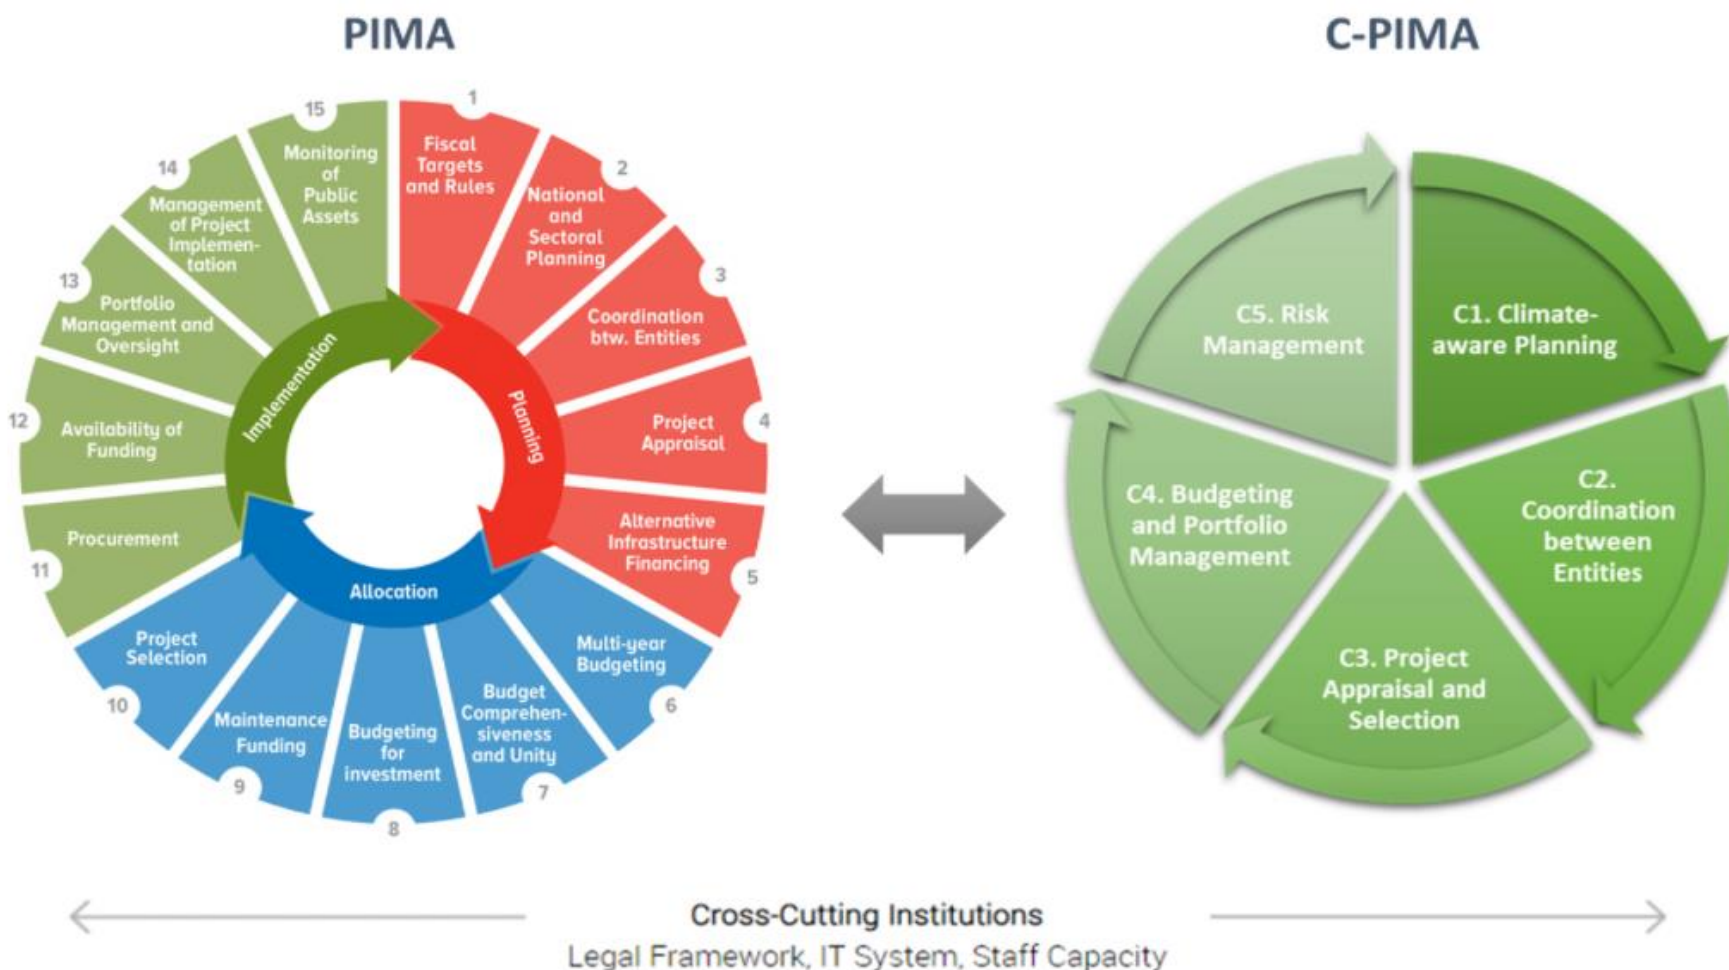 PIMA
C-PIMA
1
Fiscal
Targets
and Rules
2
National
and
Sectoral
Planning
3
Coordination
btw. Entities
4
Project
Appraisal
5
Alternative
Infrastructure
Financing
6
Multi-year
Budgeting
7
Budget
Comprehen-
siveness
and Unity
8
Budgeting
for
investment
9
Maintenance
Funding
10
Project
Selection
11
Procurement
12
Availability of
Funding
13
Portfolio
Management and
Oversight
14
Management
of Project
Implemen-
tation
15
Monitoring
of
Public
Assets
Planning
Allocation
Implementation
C1. Climate-
aware Planning
C2.
Coordination
between
Entities
C3. Project
Appraisal and
Selection
C4. Budgeting
and Portfolio
Management
C5. Risk
Management
Cross-Cutting Institutions
Legal Framework, IT System, Staff Capacity